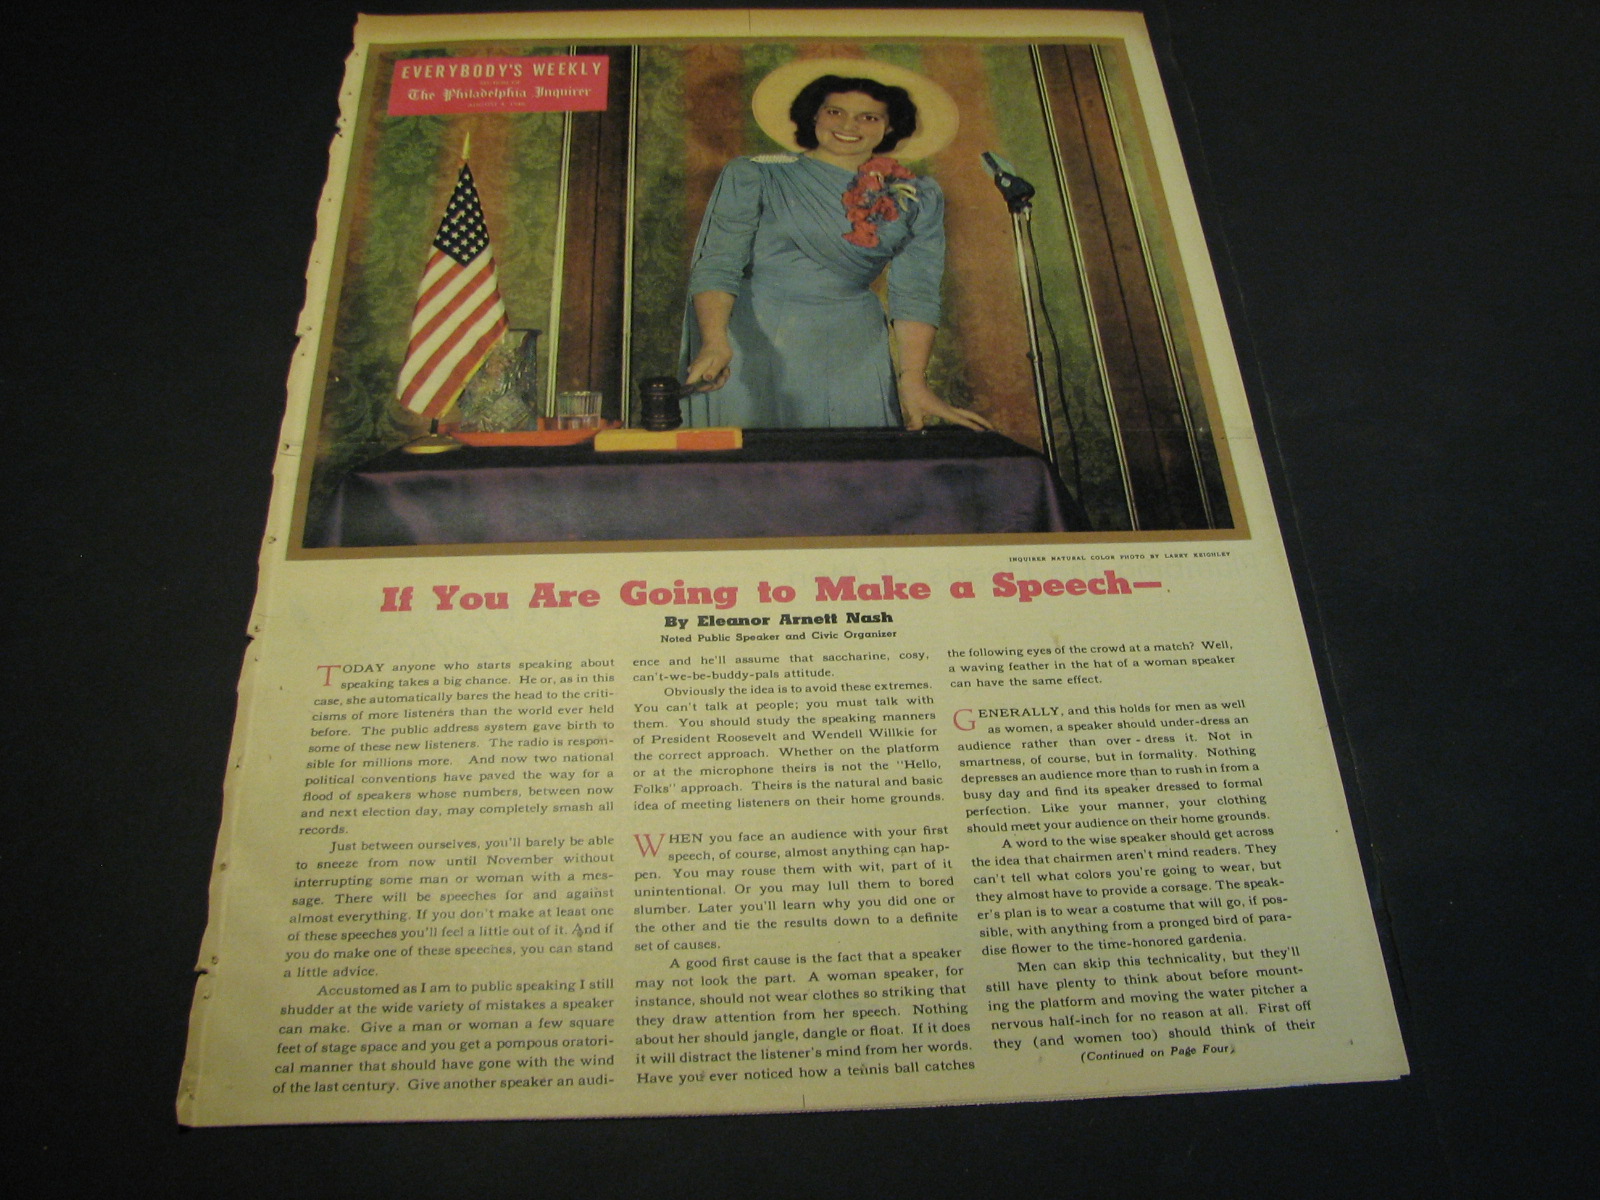 EVERYBODY'S WEEKLY
The Philadelphia Inquirer
INQUIRER NATURAL COLOR PHOTO BY LARRY KEIGHLEY
If You Are Going to Make a Speech—
By Eleanor Arnett Nash
Noted Public Speaker and Civic Organizer
TODAY anyone who starts speaking about
speaking takes a big chance. He or, as in this
case, she automatically bares the head to the criti-
cisms of more listeners than the world ever held
before. The public address system gave birth to
some of these new listeners. The radio is respon-
sible for millions more. And now two national
political conventions have paved the way for a
flood of speakers whose numbers, between now
and next election day, may completely smash all
records.
Just between ourselves, you'll barely be able
to sneeze from now until November without
interrupting some man or woman with a mes-
sage. There will be speeches for and against
almost everything. If you don't make at least one
of these speeches you'll feel a little out of it. And if
you do make one of these speeches, you can stand
a little advice.
Accustomed as I am to public speaking I still
shudder at the wide variety of mistakes a speaker
can make. Give a man or woman a few square
feet of stage space and you get a pompous oratori-
cal manner that should have gone with the wind
of the last century. Give another speaker an audi-
ence and he'll assume that saccharine, cosy,
can't-we-be-buddy-pals attitude.
Obviously the idea is to avoid these extremes.
You can't talk at people; you must talk with
them. You should study the speaking manners
of President Roosevelt and Wendell Willkie for
the correct approach. Whether on the platform
or at the microphone theirs is not the "Hello,
Folks" approach. Theirs is the natural and basic
idea of meeting listeners on their home grounds.
WHEN you face an audience with your first
speech, of course, almost anything can hap-
pen. You may rouse them with wit, part of it
unintentional. Or you may lull them to bored
slumber. Later you'll learn why you did one or
the other and tie the results down to a definite
set of causes.
A good first cause is the fact that a speaker
may not look the part. A woman speaker, for
instance, should not wear clothes so striking that
they draw attention from her speech. Nothing
about her should jangle, dangle or float. If it does
it will distract the listener's mind from her words.
Have you ever noticed how a tennis ball catches
the following eyes of the crowd at a match? Well,
a waving feather in the hat of a woman speaker
can have the same effect.
GENERALLY, and this holds for men as well
as women, a speaker should under-dress an
audience rather than over-dress it. Not in
smartness, of course, but in formality. Nothing
depresses an audience more than to rush in from a
busy day and find its speaker dressed to formal
perfection. Like your manner, your clothing
should meet your audience on their home grounds.
A word to the wise speaker should get across
the idea that chairmen aren't mind readers. They
can't tell what colors you're going to wear, but
they almost have to provide a corsage. The speak-
er's plan is to wear a costume that will go, if pos-
sible, with anything from a pronged bird of para-
dise flower to the time-honored gardenia.
Men can skip this technicality, but they'll
still have plenty to think about before mount-
ing the platform and moving the water pitcher a
nervous half-inch for no reason at all. First off
they (and women too) should think of their
(Continued on Page Four)